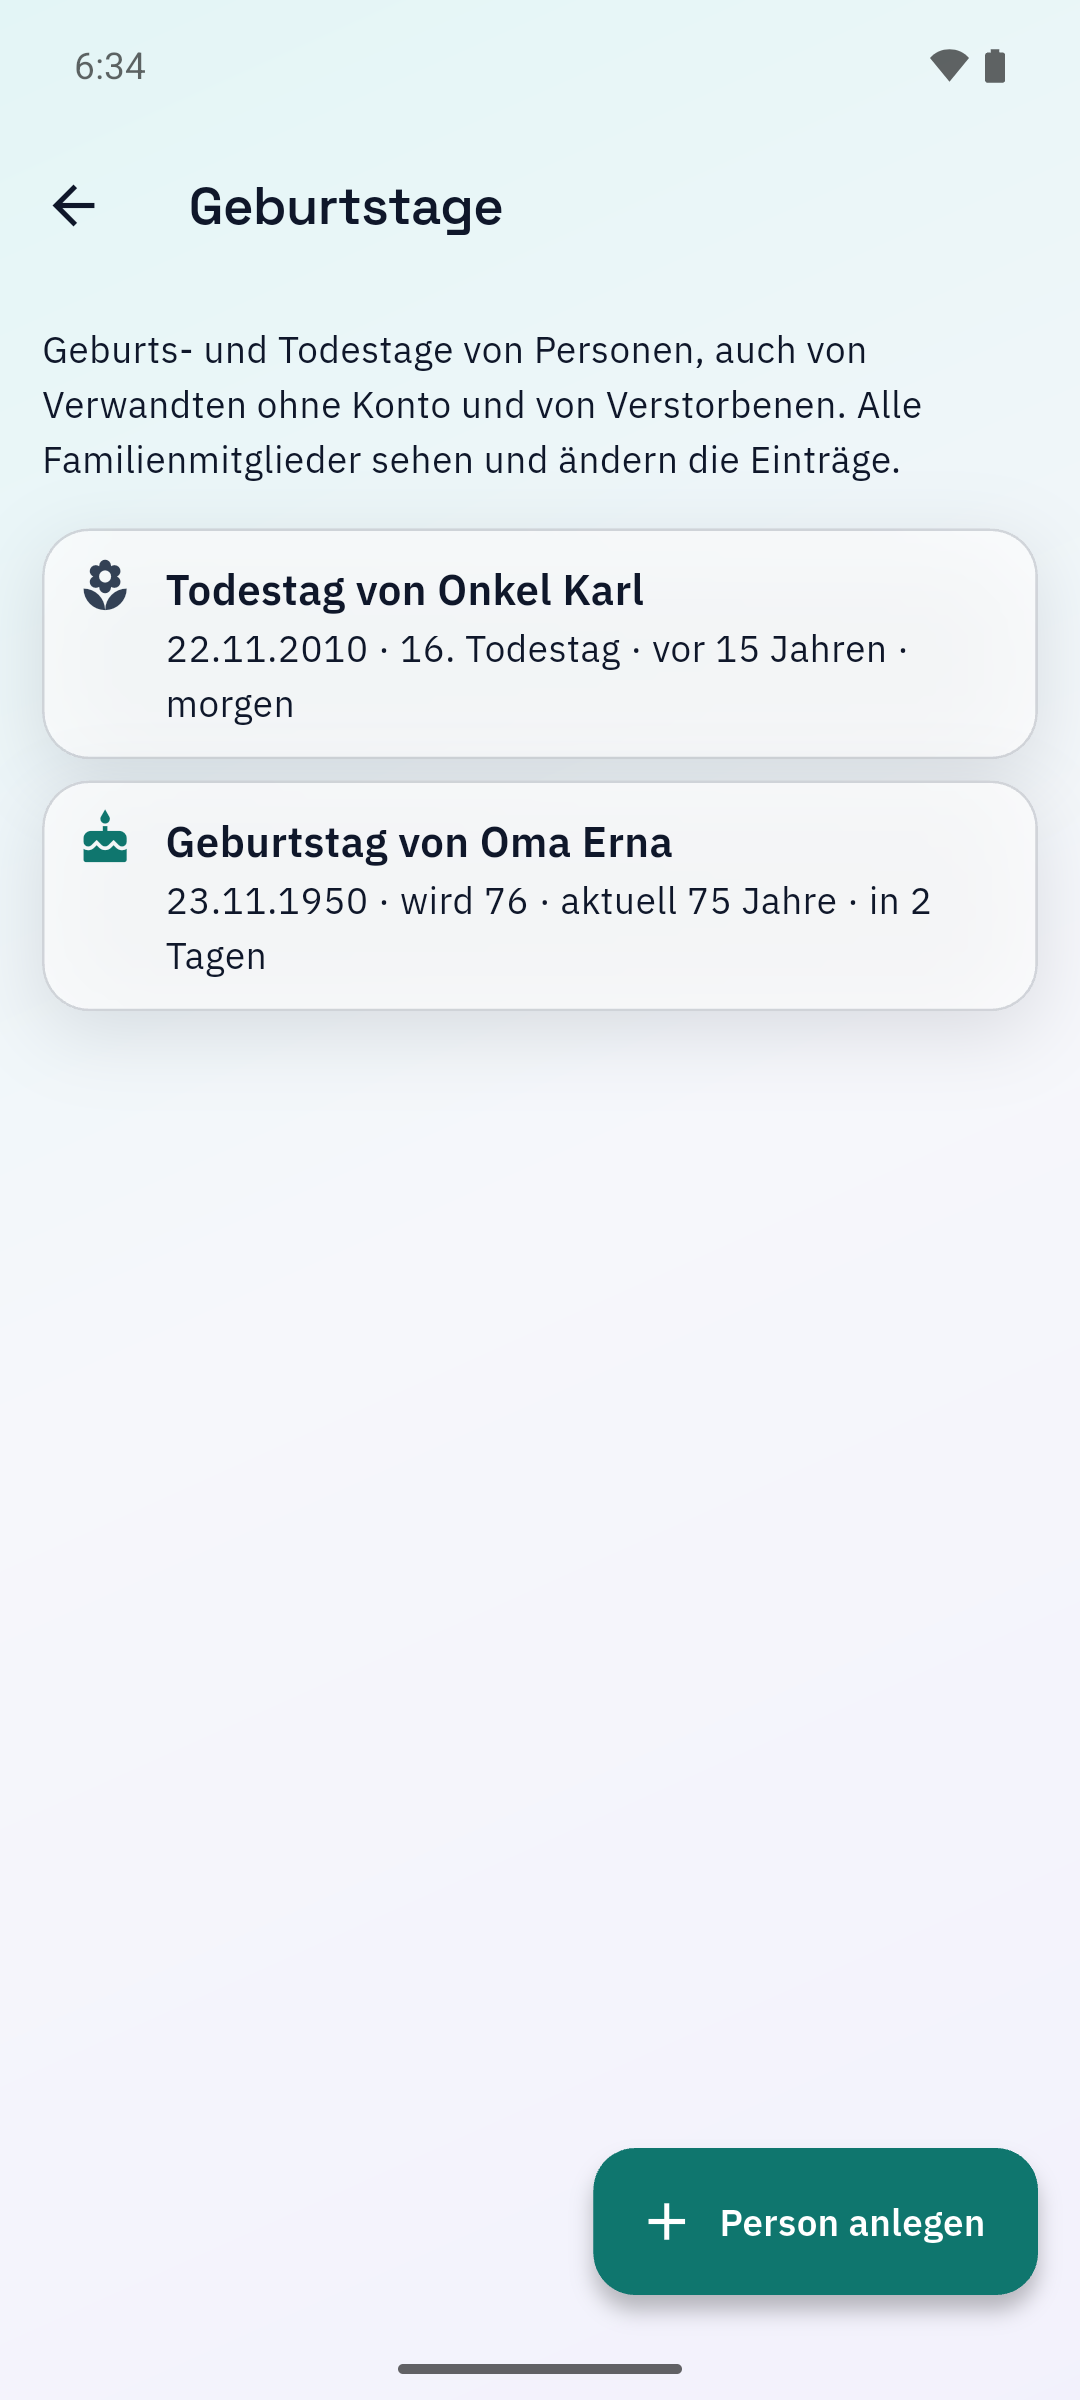 6:34
Geburtstage
Geburts- und Todestage von Personen, auch von
Verwandten ohne Konto und von Verstorbenen. Alle
Familienmitglieder sehen und ändern die Einträge.
Todestag von Onkel Karl
22.11.2010 · 16. Todestag · vor 15 Jahren ·
morgen
Geburtstag von Oma Erna
23.11.1950 · wird 76 · aktuell 75 Jahre · in 2
Tagen
Person anlegen